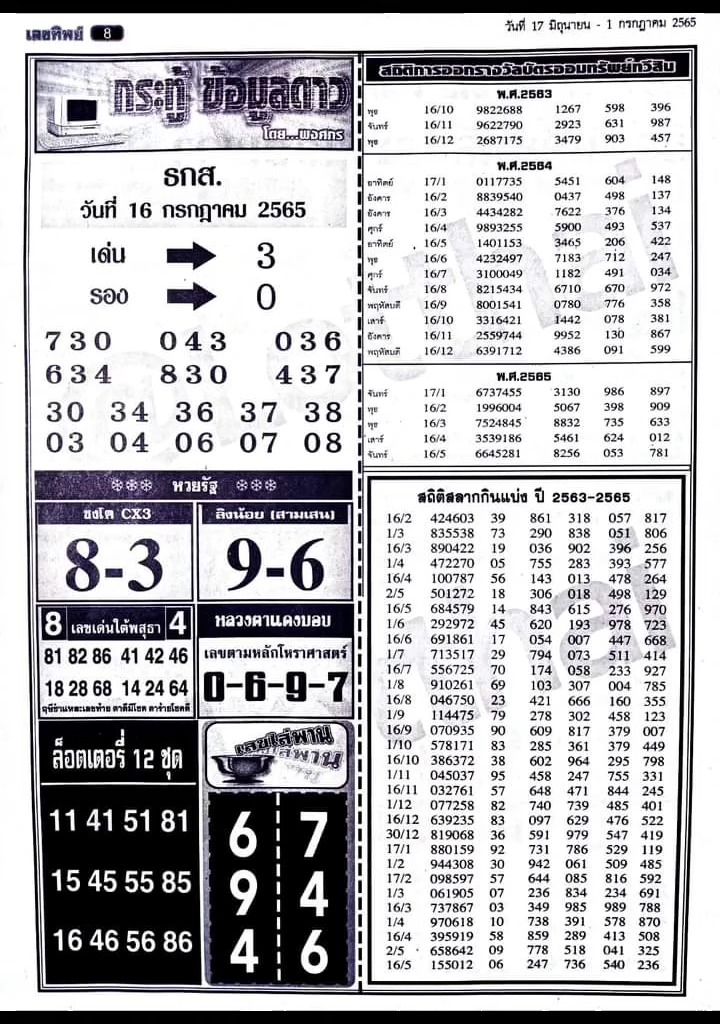 เลขทิพย์ 8
วันที่ 17 มิถุนายน - 1 กรกฎาคม 2565
กระทู้ ข้อมูลดาว
โดย...พงศกร
ธกส.
วันที่ 16 กรกฎาคม 2565
เด่น 3
รอง 0
730 043 036
634 830 437
30 34 36 37 38
03 04 06 07 08
หวยรัฐ
ชงโค CX3
8-3
ลิงน้อย (สามเสน)
9-6
8 เลขเด่นใต้พสุธา 4
81 82 86 41 42 46
18 28 68 14 24 64
หลวงตาแดงมอบ
เลขตามหลักโหราศาสตร์
0-6-9-7
ล็อตเตอรี่ 12 ชุด
11 41 51 81
15 45 55 85
16 46 56 86
เลขใส่พาน
6 7
9 4
4 6
สถิติการออกรางวัลบัตรออมทรัพย์ทวีสิน
พ.ศ.2563
พุธ 16/10 9822688 1267 598 396
จันทร์ 16/11 9622790 2923 631 987
พุธ 16/12 2687175 3479 903 457
พ.ศ.2564
อาทิตย์ 17/1 0117735 5451 604 148
อังคาร 16/2 8839540 0437 498 137
อังคาร 16/3 4434282 7622 376 134
ศุกร์ 16/4 9893255 5900 493 537
อาทิตย์ 16/5 1401153 3465 206 422
พุธ 16/6 4232497 7183 712 247
ศุกร์ 16/7 3100049 1182 491 034
จันทร์ 16/8 8215434 6710 670 972
พฤหัสบดี 16/9 8001541 0780 776 358
เสาร์ 16/10 3316421 1442 078 381
อังคาร 16/11 2559744 9952 130 867
พฤหัสบดี 16/12 6391712 4386 091 599
พ.ศ.2565
จันทร์ 17/1 6737455 3130 986 897
พุธ 16/2 1996004 5067 398 909
พุธ 16/3 7524845 8832 735 633
เสาร์ 16/4 3539186 5461 624 012
จันทร์ 16/5 6645281 8256 053 781
สถิติสลากกินแบ่ง ปี 2563-2565
16/2 424603 39 861 318 057 817
1/3 835538 73 290 838 051 806
16/3 890422 19 036 902 396 256
1/4 472270 05 755 283 393 577
16/4 100787 56 143 013 478 264
2/5 501272 18 306 018 498 129
16/5 684579 14 843 615 276 970
1/6 292972 45 620 193 978 723
16/6 691861 17 054 007 447 668
1/7 713517 29 794 073 511 414
16/7 556725 70 174 058 233 927
1/8 910261 69 103 307 004 785
16/8 046750 23 421 666 160 355
1/9 114475 79 278 302 458 123
16/9 070935 90 609 817 379 007
1/10 578171 83 285 361 379 449
16/10 386372 38 602 964 295 798
1/11 045037 95 458 247 755 331
16/11 032761 57 648 471 844 245
1/12 077258 82 740 739 485 401
16/12 639235 83 097 629 476 522
30/12 819068 36 591 979 547 419
17/1 880159 92 731 786 529 119
1/2 944308 30 942 061 509 485
17/2 098597 57 644 085 816 592
1/3 061905 07 236 834 234 691
16/3 737867 03 349 985 989 788
1/4 970618 10 738 391 578 870
16/4 395919 58 859 289 413 508
2/5 658642 09 778 518 041 325
16/5 155012 06 247 736 540 236